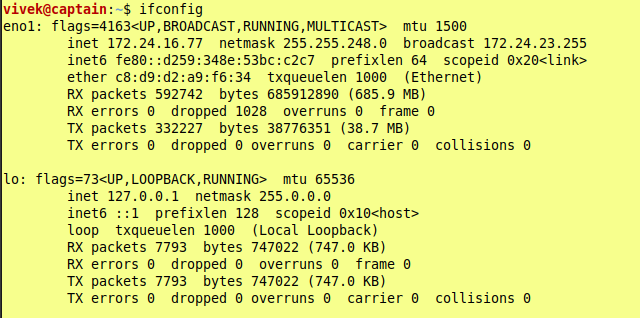 vivek@captain:~$ ifconfig
eno1: flags=4163<UP,BROADCAST,RUNNING,MULTICAST>  mtu 1500
        inet 172.24.16.77  netmask 255.255.248.0  broadcast 172.24.23.255
        inet6 fe80::d259:348e:53bc:c2c7  prefixlen 64  scopeid 0x20<link>
        ether c8:d9:d2:a9:f6:34  txqueuelen 1000  (Ethernet)
        RX packets 592742  bytes 685912890 (685.9 MB)
        RX errors 0  dropped 1028  overruns 0  frame 0
        TX packets 332227  bytes 38776351 (38.7 MB)
        TX errors 0  dropped 0 overruns 0  carrier 0  collisions 0

lo: flags=73<UP,LOOPBACK,RUNNING>  mtu 65536
        inet 127.0.0.1  netmask 255.0.0.0
        inet6 ::1  prefixlen 128  scopeid 0x10<host>
        loop  txqueuelen 1000  (Local Loopback)
        RX packets 7793  bytes 747022 (747.0 KB)
        RX errors 0  dropped 0  overruns 0  frame 0
        TX packets 7793  bytes 747022 (747.0 KB)
        TX errors 0  dropped 0 overruns 0  carrier 0  collisions 0